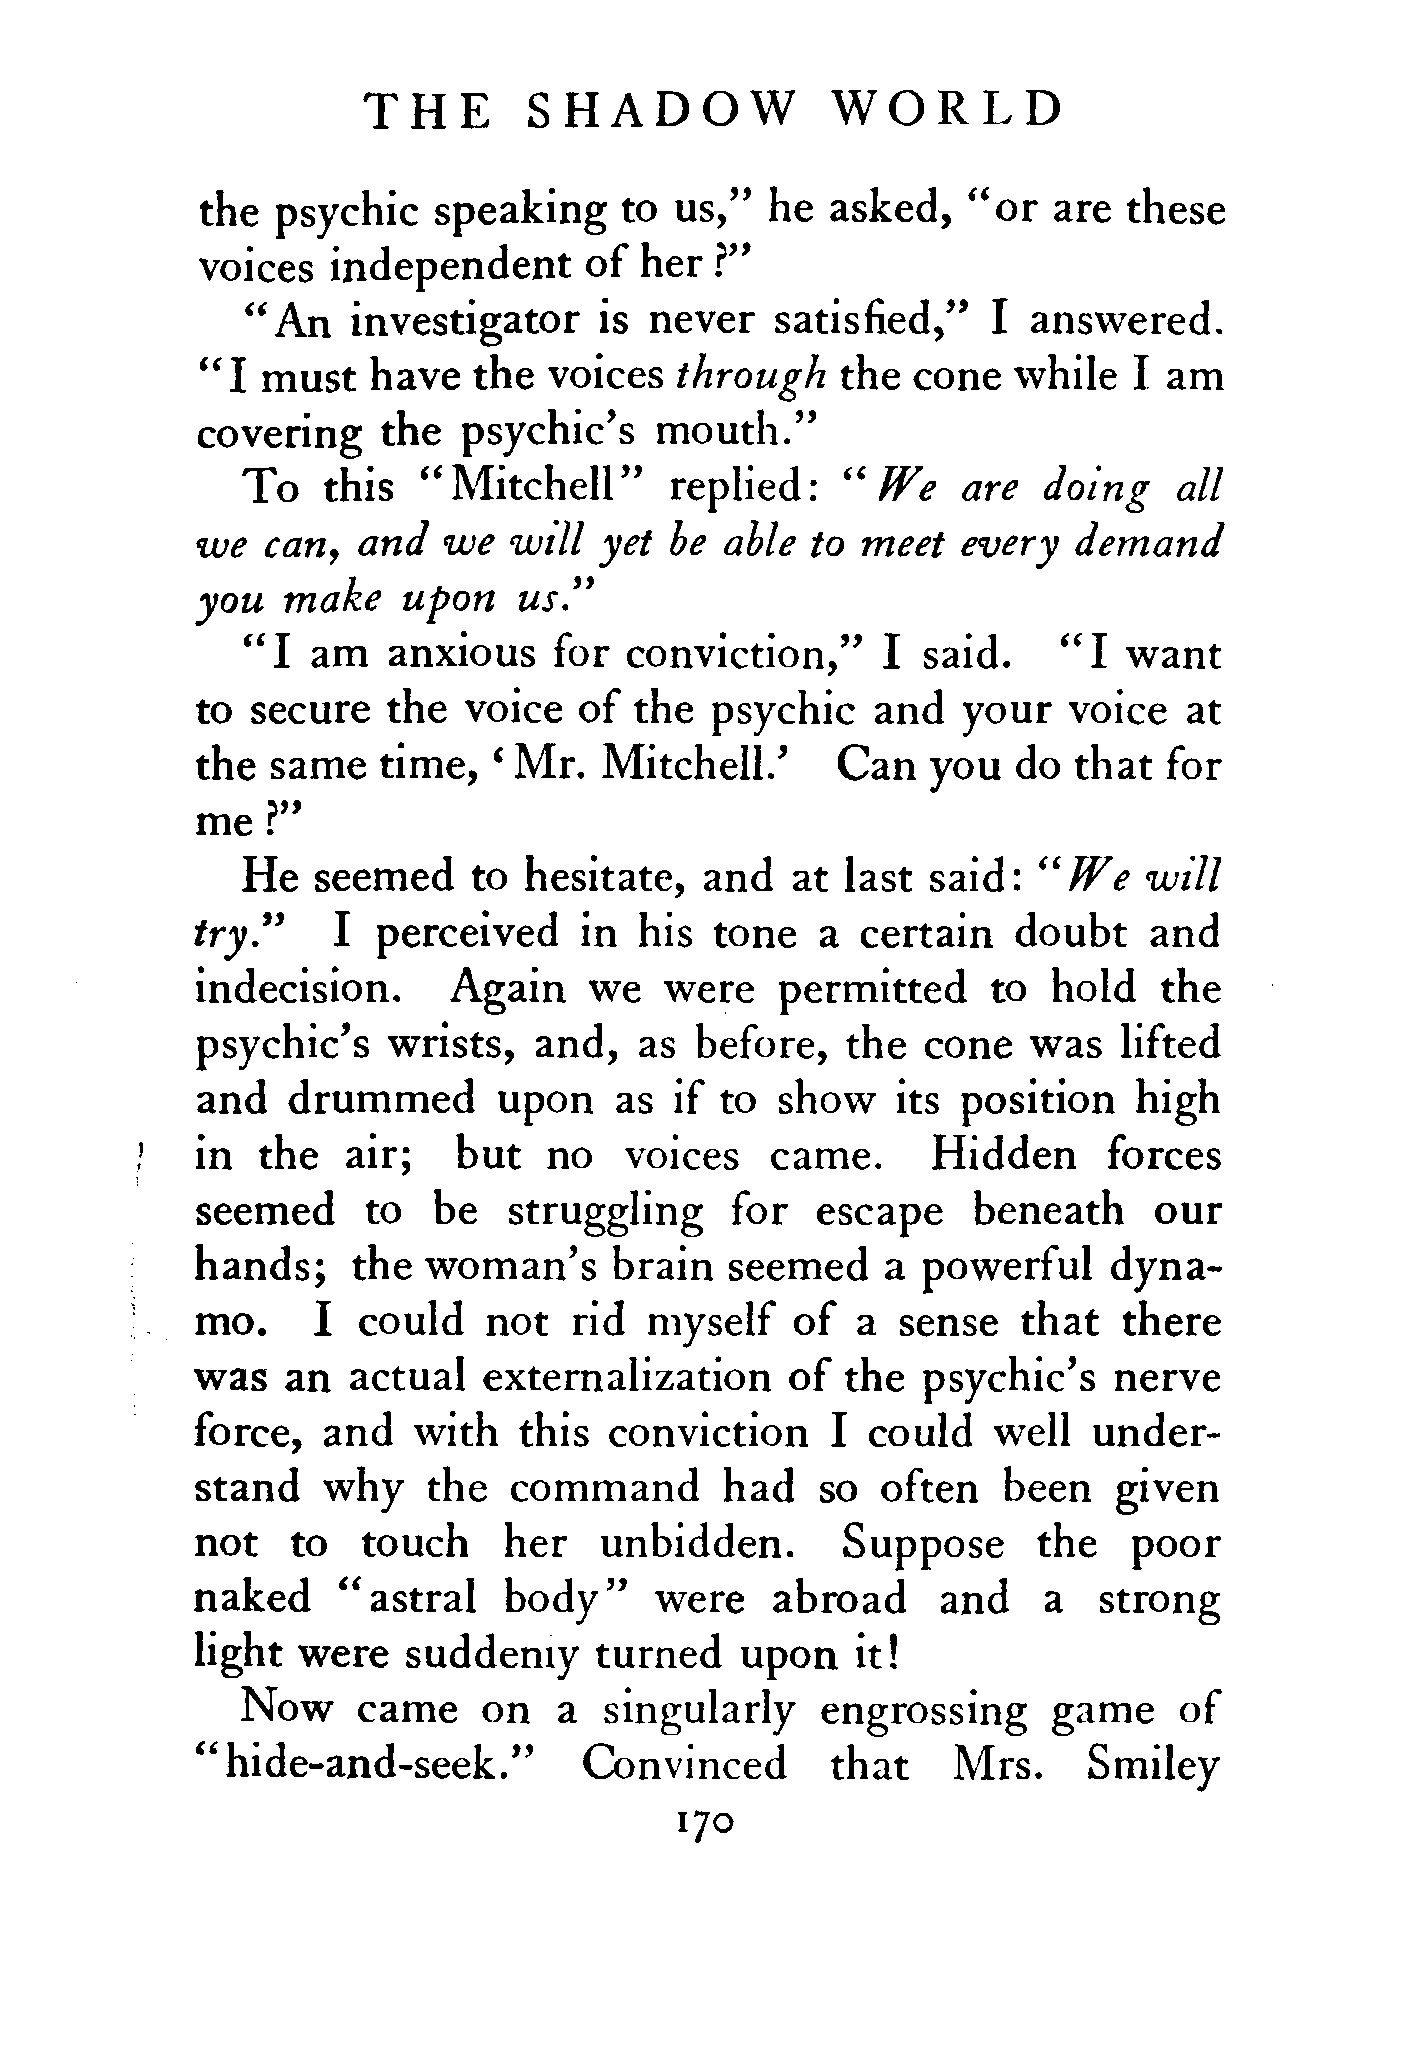 THE SHADOW WORLD
the psychic speaking to us,” he asked, “or are these
voices independent of her?”
“An investigator is never satisfied,” I answered.
“I must have the voices through the cone while I am
covering the psychic’s mouth.”
To this “Mitchell” replied: “We are doing all
we can, and we will yet be able to meet every demand
you make upon us.”
“I am anxious for conviction,” I said. “I want
to secure the voice of the psychic and your voice at
the same time, ‘Mr. Mitchell.’ Can you do that for
me?”
He seemed to hesitate, and at last said: “We will
try.” I perceived in his tone a certain doubt and
indecision. Again we were permitted to hold the
psychic’s wrists, and, as before, the cone was lifted
and drummed upon as if to show its position high
in the air; but no voices came. Hidden forces
seemed to be struggling for escape beneath our
hands; the woman’s brain seemed a powerful dyna-
mo. I could not rid myself of a sense that there
was an actual externalization of the psychic’s nerve
force, and with this conviction I could well under-
stand why the command had so often been given
not to touch her unbidden. Suppose the poor
naked “astral body” were abroad and a strong
light were suddenly turned upon it!
Now came on a singularly engrossing game of
“hide-and-seek.” Convinced that Mrs. Smiley
170